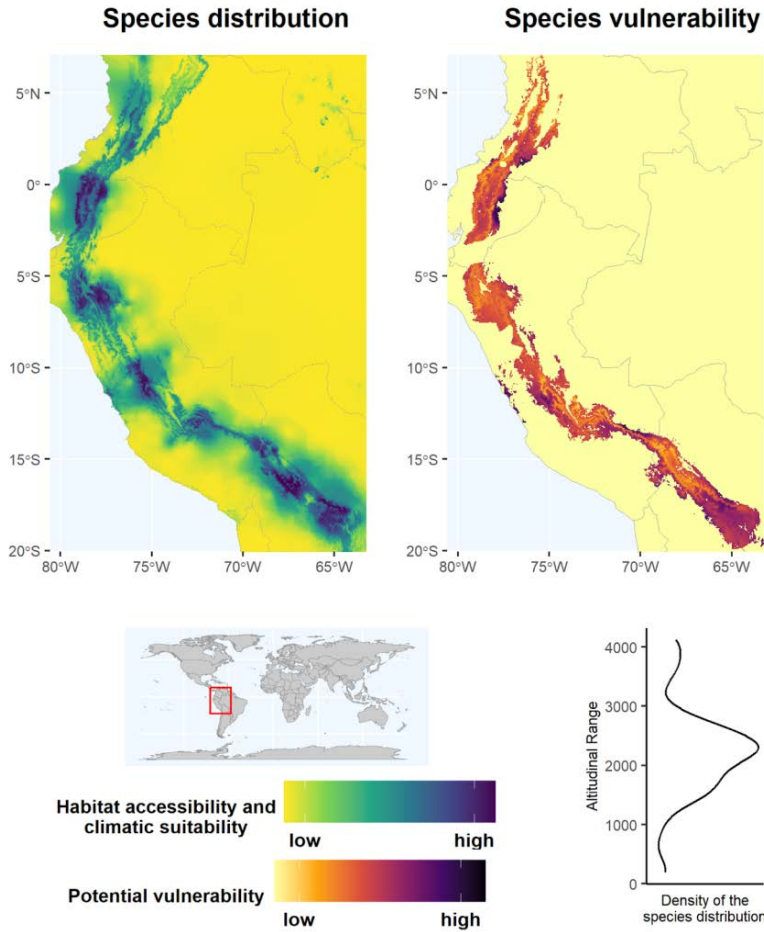 Species distribution
Species vulnerability
5°N
0°
5°S
10°S
15°S
20°S
80°W
75°W
70°W
65°W
5°N
0°
5°S
10°S
15°S
20°S
80°W
75°W
70°W
65°W
Habitat accessibility and
climatic suitability
low
high
Potential vulnerability
low
high
Altitudinal Range
4000
3000
2000
1000
0
Density of the
species distribution